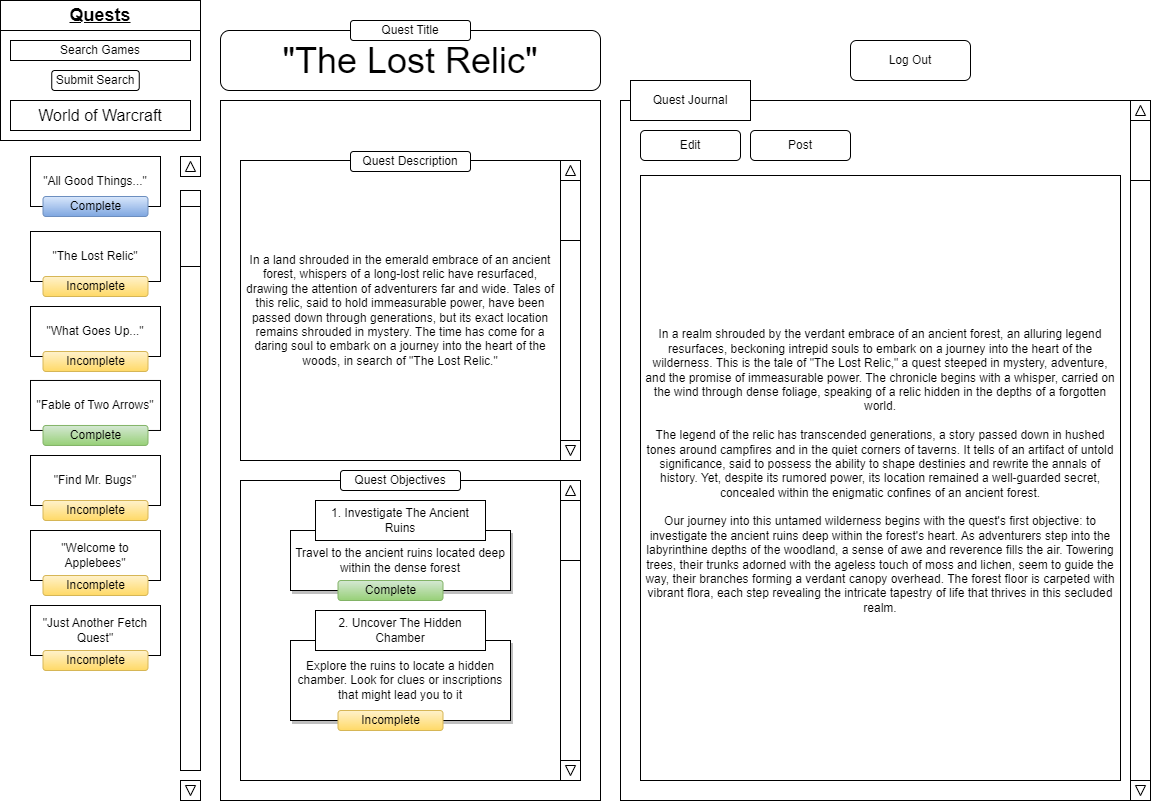 Quests
Search Games
Submit Search
World of Warcraft
"All Good Things..."
Complete
"The Lost Relic"
Incomplete
"What Goes Up..."
Incomplete
"Fable of Two Arrows"
Complete
"Find Mr. Bugs"
Incomplete
"Welcome to
Applebees"
Incomplete
"Just Another Fetch
Quest"
Incomplete
Quest Title
"The Lost Relic"
Quest Description
In a land shrouded in the emerald embrace of an ancient
forest, whispers of a long-lost relic have resurfaced,
drawing the attention of adventurers far and wide. Tales of
this relic, said to hold immeasurable power, have been
passed down through generations, but its exact location
remains shrouded in mystery. The time has come for a
daring soul to embark on a journey into the heart of the
woods, in search of "The Lost Relic."
Quest Objectives
1. Investigate The Ancient
Ruins
Travel to the ancient ruins located deep
within the dense forest
Complete
2. Uncover The Hidden
Chamber
Explore the ruins to locate a hidden
chamber. Look for clues or inscriptions
that might lead you to it
Incomplete
Log Out
Quest Journal
Edit
Post
In a realm shrouded by the verdant embrace of an ancient forest, an alluring legend
resurfaces, beckoning intrepid souls to embark on a journey into the heart of the
wilderness. This is the tale of "The Lost Relic," a quest steeped in mystery, adventure,
and the promise of immeasurable power. The chronicle begins with a whisper, carried on
the wind through dense foliage, speaking of a relic hidden in the depths of a forgotten
world.
The legend of the relic has transcended generations, a story passed down in hushed
tones around campfires and in the quiet corners of taverns. It tells of an artifact of untold
significance, said to possess the ability to shape destinies and rewrite the annals of
history. Yet, despite its rumored power, its location remained a well-guarded secret,
concealed within the enigmatic confines of an ancient forest.
Our journey into this untamed wilderness begins with the quest's first objective: to
investigate the ancient ruins deep within the forest's heart. As adventurers step into the
labyrinthine depths of the woodland, a sense of awe and reverence fills the air. Towering
trees, their trunks adorned with the ageless touch of moss and lichen, seem to guide the
way, their branches forming a verdant canopy overhead. The forest floor is carpeted with
vibrant flora, each step revealing the intricate tapestry of life that thrives in this secluded
realm.